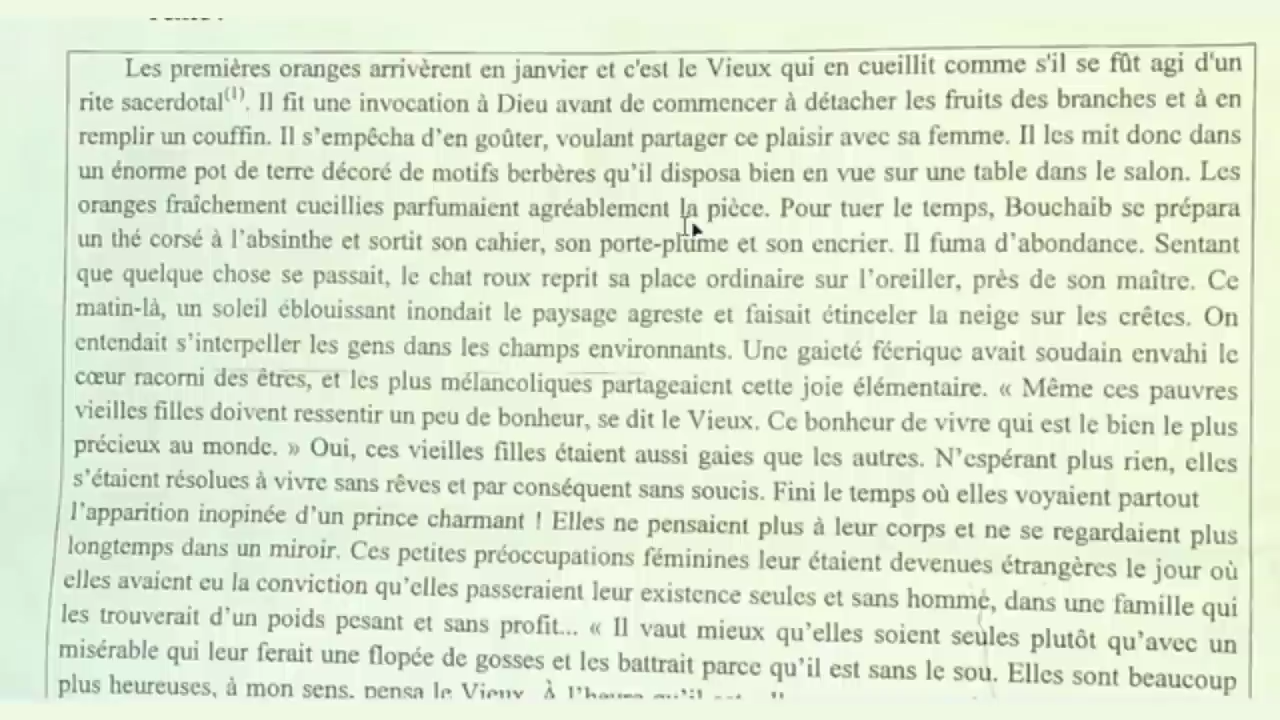 Les premières oranges arrivèrent en janvier et c'est le Vieux qui en cueillit comme s'il se fût agi d'un
rite sacerdotal(1). Il fit une invocation à Dieu avant de commencer à détacher les fruits des branches et à en
remplir un couffin. Il s'empêcha d'en goûter, voulant partager ce plaisir avec sa femme. Il les mit donc dans
un énorme pot de terre décoré de motifs berbères qu'il disposa bien en vue sur une table dans le salon. Les
oranges fraîchement cueillies parfumaient agréablement la pièce. Pour tuer le temps, Bouchaib se prépara
un thé corsé à l'absinthe et sortit son cahier, son porte-plume et son encrier. Il fuma d'abondance. Sentant
que quelque chose se passait, le chat roux reprit sa place ordinaire sur l'oreiller, près de son maître. Ce
matin-là, un soleil éblouissant inondait le paysage agreste et faisait étinceler la neige sur les crêtes. On
entendait s'interpeller les gens dans les champs environnants. Une gaieté féerique avait soudain envahi le
cœur racorni des êtres, et les plus mélancoliques partageaient cette joie élémentaire. « Même ces pauvres
vieilles filles doivent ressentir un peu de bonheur, se dit le Vieux. Ce bonheur de vivre qui est le bien le plus
précieux au monde. » Oui, ces vieilles filles étaient aussi gaies que les autres. N'espérant plus rien, elles
s'étaient résolues à vivre sans rêves et par conséquent sans soucis. Fini le temps où elles voyaient partout
l'apparition inopinée d'un prince charmant ! Elles ne pensaient plus à leur corps et ne se regardaient plus
longtemps dans un miroir. Ces petites préoccupations féminines leur étaient devenues étrangères le jour où
elles avaient eu la conviction qu'elles passeraient leur existence seules et sans homme, dans une famille qui
les trouverait d'un poids pesant et sans profit... « Il vaut mieux qu'elles soient seules plutôt qu'avec un
misérable qui leur ferait une flopée de gosses et les battrait parce qu'il est sans le sou. Elles sont beaucoup
plus heureuses, à mon sens, pensa le Vieux. À l'heure qu'il est